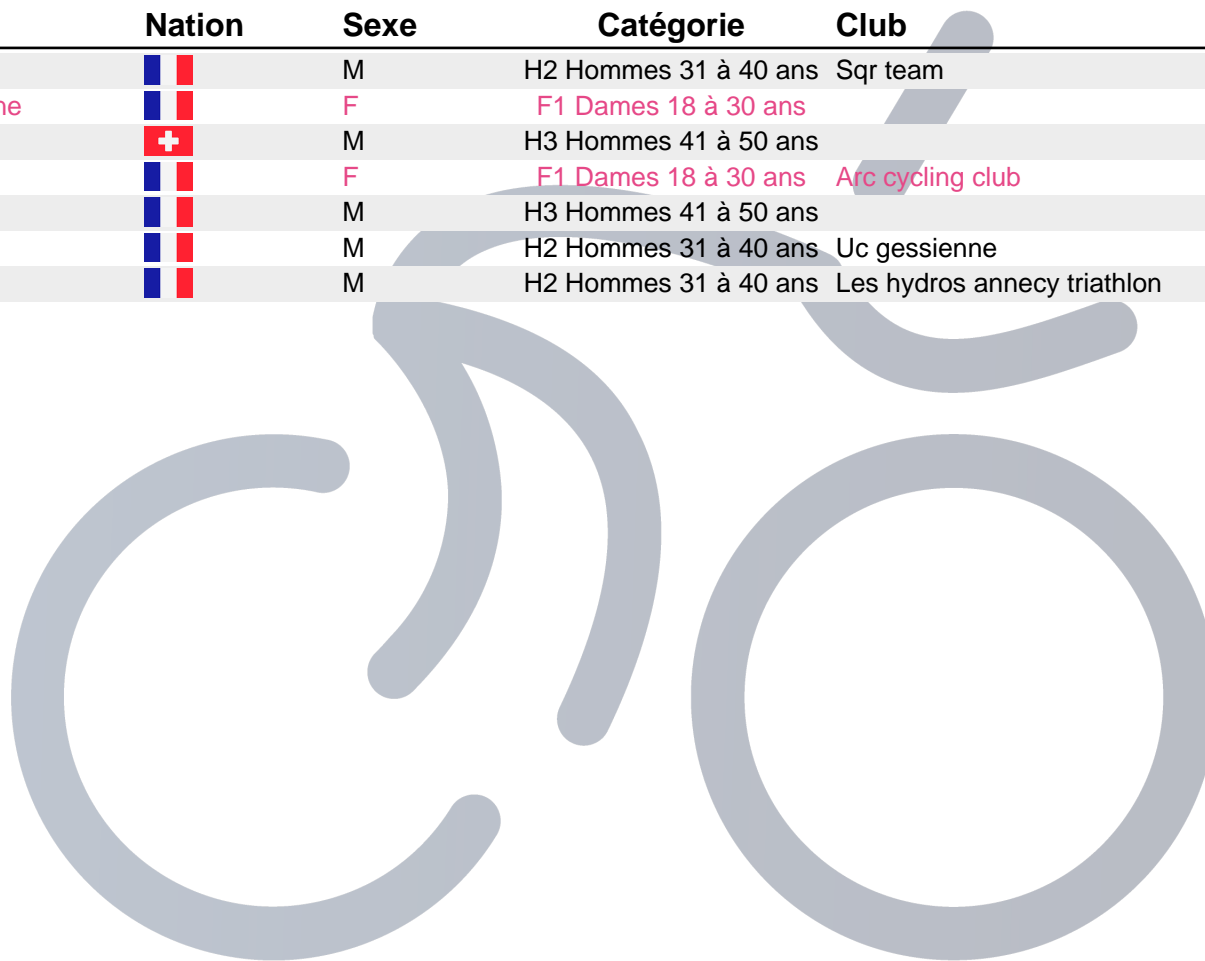 Nation Sexe Catégorie Club
M H2 Hommes 31 à 40 ans Sqr team
ne F F1 Dames 18 à 30 ans
M H3 Hommes 41 à 50 ans
F F1 Dames 18 à 30 ans Arc cycling club
M H3 Hommes 41 à 50 ans
M H2 Hommes 31 à 40 ans Uc gessienne
M H2 Hommes 31 à 40 ans Les hydros annecy triathlon